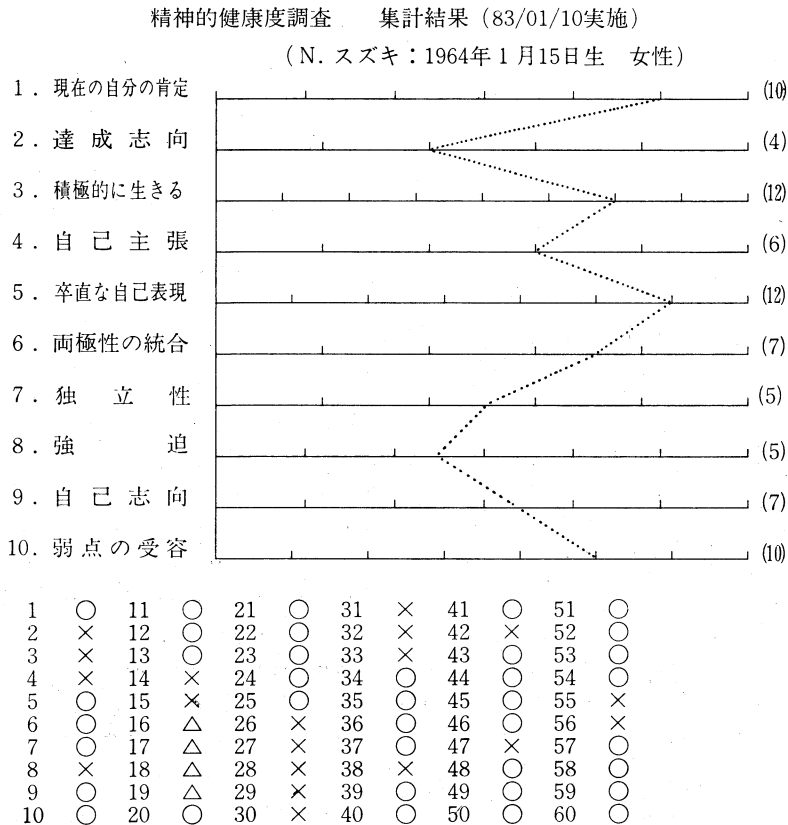 精神的健康度調査 集計結果（83/01/10実施）
（N. スズキ：1964年1月15日生 女性）
1. 現在の自分の肯定 (10)
2. 達成志向 (4)
3. 積極的に生きる (12)
4. 自己主張 (6)
5. 卒直な自己表現 (12)
6. 両極性の統合 (7)
7. 独立性 (5)
8. 強迫 (5)
9. 自己志向 (7)
10. 弱点の受容 (10)
1 ○ 11 ○ 21 ○ 31 × 41 ○ 51 ○
2 × 12 ○ 22 ○ 32 × 42 × 52 ○
3 × 13 ○ 23 ○ 33 × 43 ○ 53 ○
4 × 14 × 24 ○ 34 ○ 44 ○ 54 ○
5 ○ 15 × 25 ○ 35 ○ 45 ○ 55 ×
6 ○ 16 △ 26 × 36 ○ 46 ○ 56 ×
7 ○ 17 △ 27 × 37 ○ 47 × 57 ○
8 × 18 △ 28 × 38 × 48 ○ 58 ○
9 ○ 19 △ 29 × 39 ○ 49 ○ 59 ○
10 ○ 20 ○ 30 × 40 ○ 50 ○ 60 ○